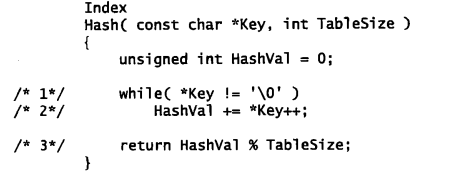 Index
Hash( const char *Key, int TableSize )
{
unsigned int HashVal = 0;
/* 1*/ while( *Key != '\0' )
/* 2*/ HashVal += *Key++;
/* 3*/ return HashVal % TableSize;
}